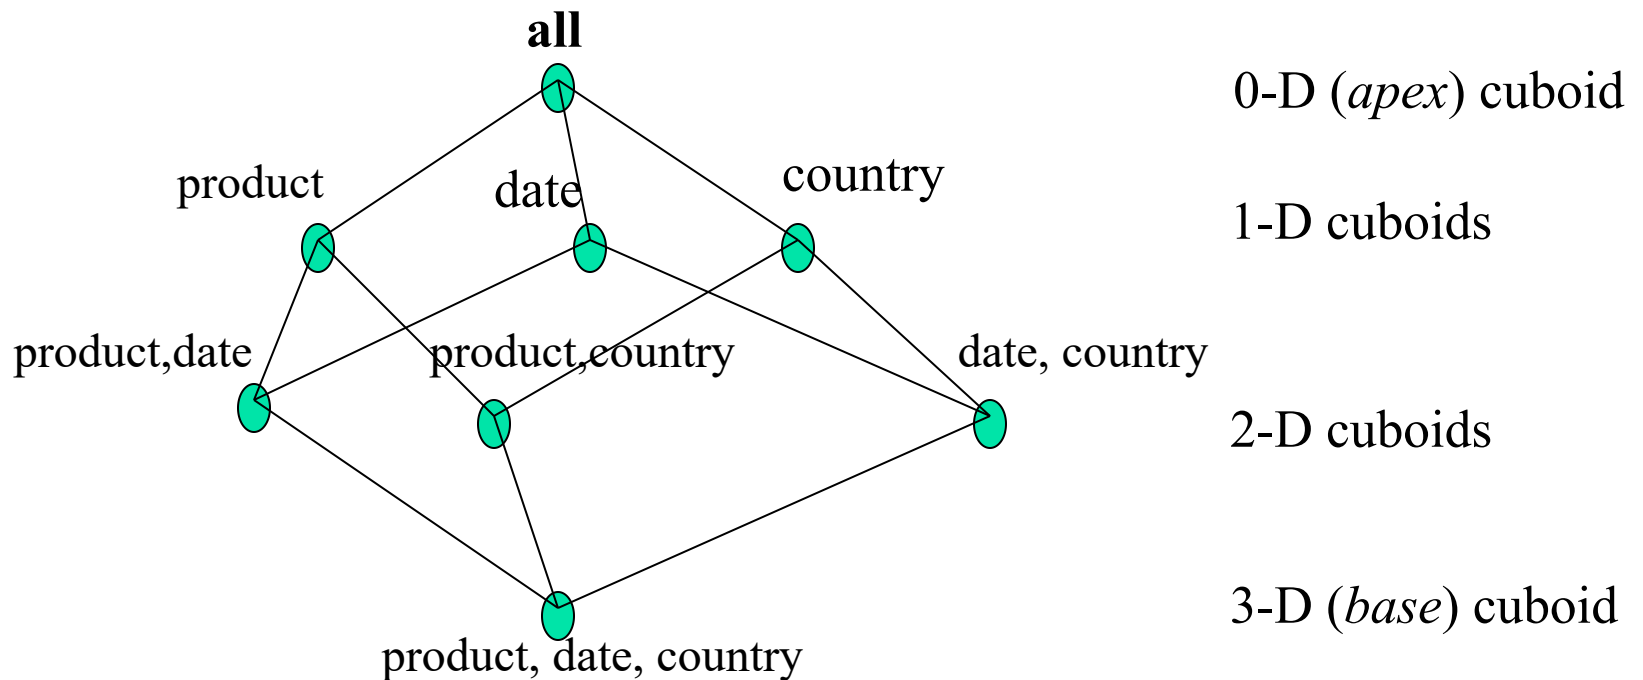 all
0-D (apex) cuboid
product
date
country
1-D cuboids
product,date
product,country
date, country
2-D cuboids
3-D (base) cuboid
product, date, country